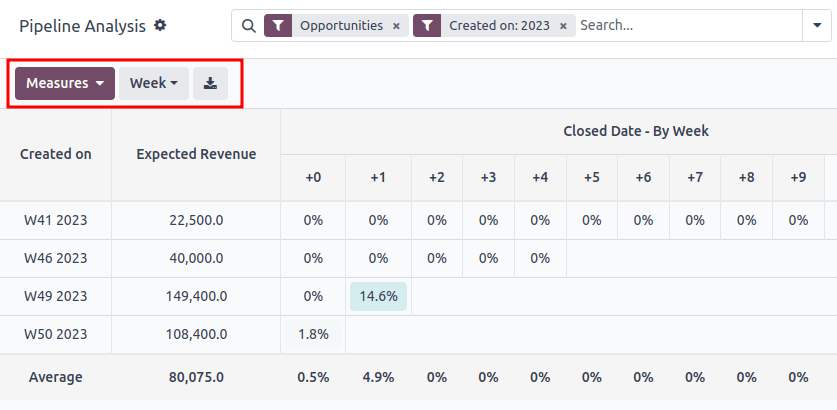 Pipeline Analysis
Opportunities ×
Created on: 2023 ×
Search...
Measures
Week
Created on Expected Revenue Closed Date - By Week
+0 +1 +2 +3 +4 +5 +6 +7 +8 +9
W41 2023 22,500.0 0% 0% 0% 0% 0% 0% 0% 0% 0% 0%
W46 2023 40,000.0 0% 0% 0% 0% 0%
W49 2023 149,400.0 0% 14.6%
W50 2023 108,400.0 1.8%
Average 80,075.0 0.5% 4.9% 0% 0% 0% 0% 0% 0% 0% 0%